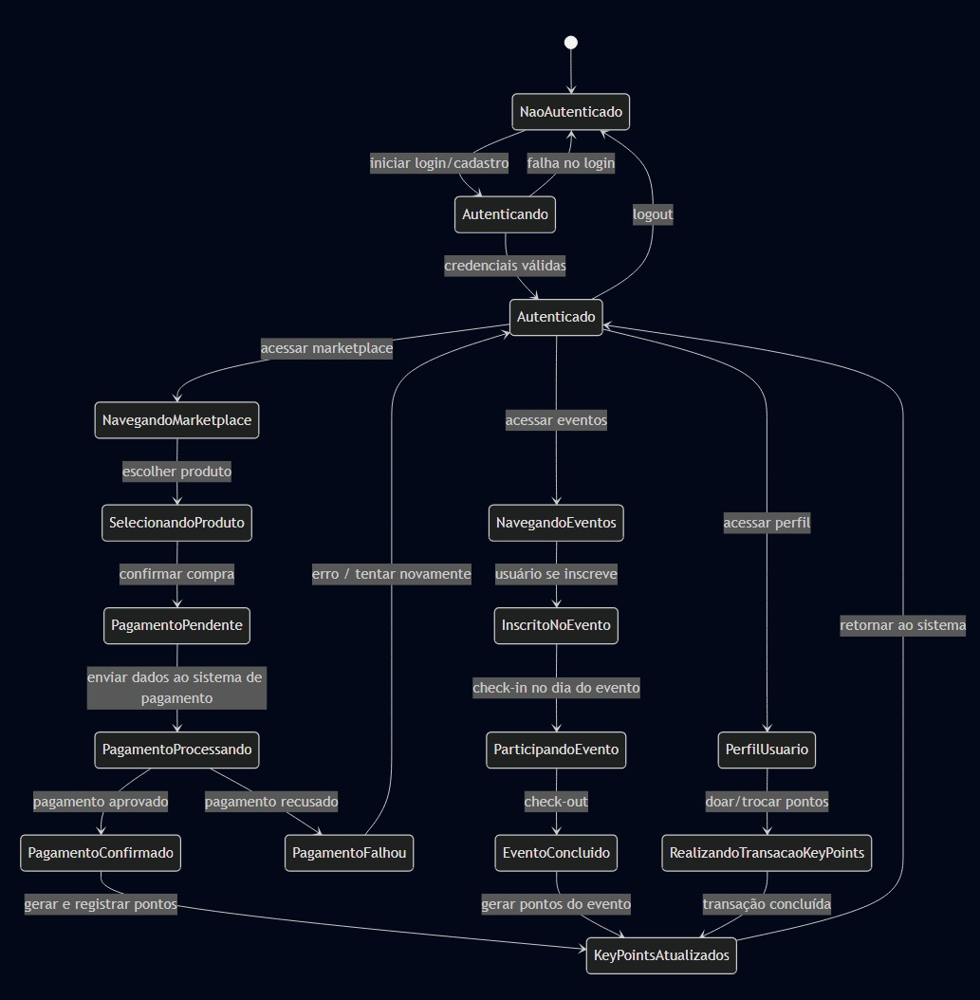 NaoAutenticado
iniciar login/cadastro
falha no login
Autenticando
logout
credenciais válidas
Autenticado
acessar marketplace
NavegandoMarketplace
acessar eventos
escolher produto
SelecionandoProduto
NavegandoEventos
acessar perfil
confirmar compra
erro / tentar novamente
usuário se inscreve
PagamentoPendente
InscritoNoEvento
retornar ao sistema
enviar dados ao sistema de
pagamento
check-in no dia do evento
PagamentoProcessando
ParticipandoEvento
PerfilUsuario
pagamento aprovado
pagamento recusado
check-out
doar/trocar pontos
PagamentoConfirmado
PagamentoFalhou
EventoConcluido
RealizandoTransacaoKeyPoints
gerar e registrar pontos
gerar pontos do evento
transação concluída
KeyPointsAtualizados